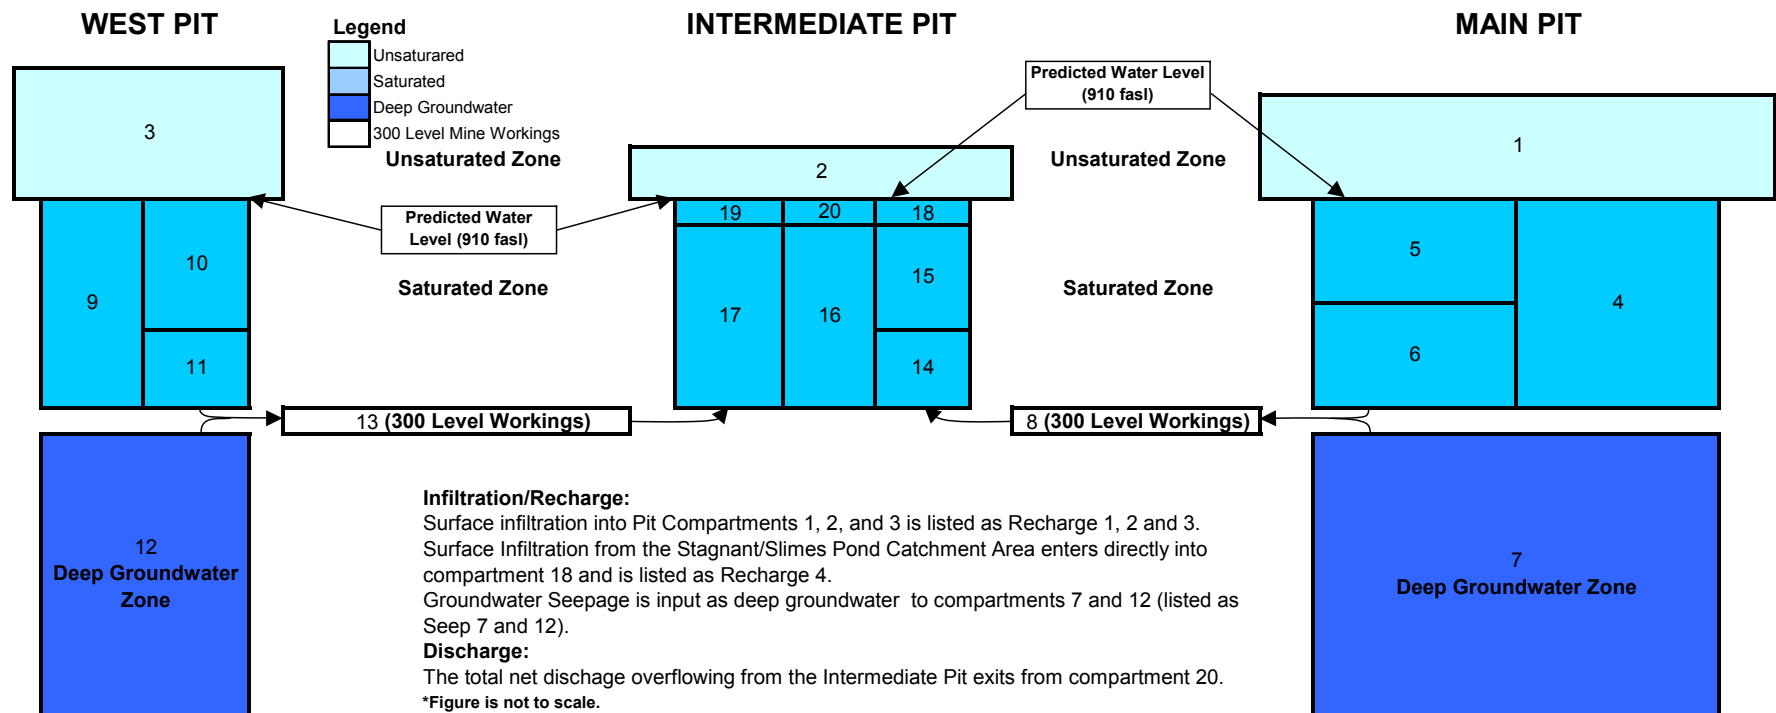 WEST PIT
INTERMEDIATE PIT
MAIN PIT
Legend
Unsaturared
Saturated
Deep Groundwater
300 Level Mine Workings
Predicted Water Level
(910 fasl)
3
Unsaturated Zone
2
Unsaturated Zone
1
Predicted Water
Level (910 fasl)
19
20
18
10
5
9
Saturated Zone
15
Saturated Zone
4
17
16
11
14
6
13 (300 Level Workings)
8 (300 Level Workings)
12
Deep Groundwater
Zone
7
Deep Groundwater Zone
Infiltration/Recharge:
Surface infiltration into Pit Compartments 1, 2, and 3 is listed as Recharge 1, 2 and 3.
Surface Infiltration from the Stagnant/Slimes Pond Catchment Area enters directly into
compartment 18 and is listed as Recharge 4.
Groundwater Seepage is input as deep groundwater to compartments 7 and 12 (listed as
Seep 7 and 12).
Discharge:
The total net dischage overflowing from the Intermediate Pit exits from compartment 20.
*Figure is not to scale.